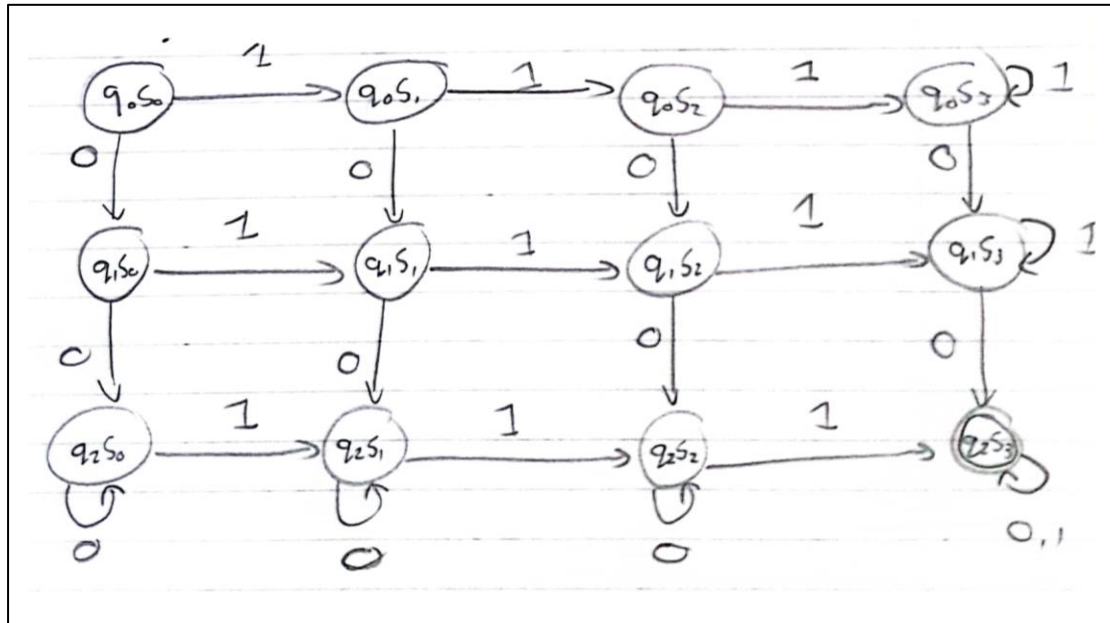 1 1 1
q₀S₀ q₀S₁ q₀S₂ q₀S₃ 1
0 0 0 0
1 1 1
q₁S₀ q₁S₁ q₁S₂ q₁S₃ 1
0 0 0 0
1 1 1
q₂S₀ q₂S₁ q₂S₂ q₂S₃
0 0 0 0,1